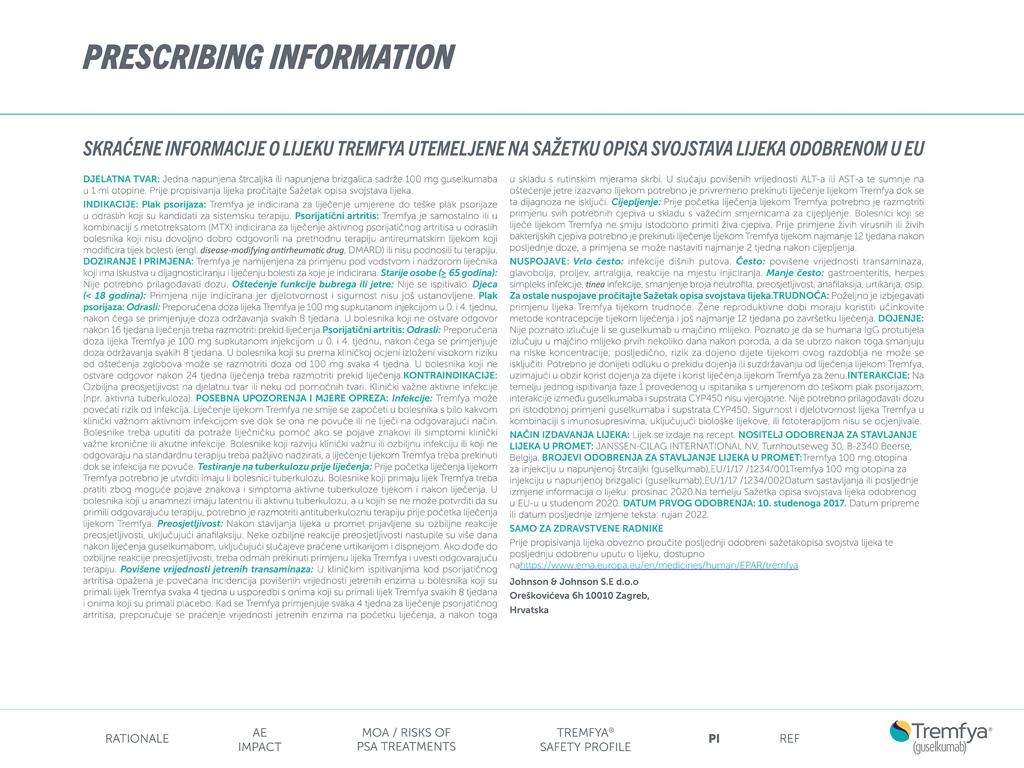 PRESCRIBING INFORMATION
SKRAĆENE INFORMACIJE O LIJEKU TREMFYA UTEMELJENE NA SAŽETKU OPISA SVOJSTAVA LIJEKA ODOBRENOM U EU
DJELATNA TVAR: Jedna napunjena štrcaljka ili napunjena brizgalica sadrže 100 mg guselkumaba
u 1 ml otopine. Prije propisivanja lijeka pročitajte Sažetak opisa svojstava lijeka.
INDIKACIJE: Plak psorijaza: Tremfya je indicirana za liječenje umjerene do teške plak psorijaze
u odraslih koji su kandidati za sistemsku terapiju. Psorijatični artritis: Tremfya je samostalno ili u
kombinaciji s metotreksatom (MTX) indicirana za liječenje aktivnog psorijatičnog artritisa u odraslih
bolesnika koji nisu dovoljno dobro odgovorili na prethodnu terapiju antireumatskim lijekom koji
modificira tijek bolesti (engl. disease-modifying antirheumatic drug, DMARD) ili nisu podnosili tu terapiju.
DOZIRANJE I PRIMJENA: Tremfya je namijenjena za primjenu pod vodstvom i nadzorom liječnika
koji ima iskustva u dijagnosticiranju i liječenju bolesti za koje je indicirana. Starije osobe (≥ 65 godina):
Nije potrebno prilagođavati dozu. Oštećenje funkcije bubrega ili jetre: Nije se ispitivalo. Djeca
(< 18 godina): Primjena nije indicirana jer djelotvornost i sigurnost nisu još ustanovljene. Plak
psorijaza: Odrasli: Preporučena doza lijeka Tremfya je 100 mg supkutanom injekcijom u 0. i 4. tjednu,
nakon čega se primjenjuje doza održavanja svakih 8 tjedana. U bolesnika koji ne ostvare odgovor
nakon 16 tjedana liječenja treba razmotriti prekid liječenja.Psorijatični artritis: Odrasli: Preporučena
doza lijeka Tremfya je 100 mg supkutanom injekcijom u 0. i 4. tjednu, nakon čega se primjenjuje
doza održavanja svakih 8 tjedana. U bolesnika koji su prema kliničkoj ocjeni izloženi visokom riziku
od oštećenja zglobova može se razmotriti doza od 100 mg svaka 4 tjedna. U bolesnika koji ne
ostvare odgovor nakon 24 tjedna liječenja treba razmotriti prekid liječenja.KONTRAINDIKACIJE:
Ozbiljna preosjetljivost na djelatnu tvar ili neku od pomoćnih tvari. Klinički važne aktivne infekcije
(npr. aktivna tuberkuloza). POSEBNA UPOZORENJA I MJERE OPREZA: Infekcije: Tremfya može
povećati rizik od infekcija. Liječenje lijekom Tremfya ne smije se započeti u bolesnika s bilo kakvom
klinički važnom aktivnom infekcijom sve dok se ona ne povuče ili ne liječi na odgovarajući način.
Bolesnike treba uputiti da potraže liječničku pomoć ako se pojave znakovi ili simptomi klinički
važne kronične ili akutne infekcije. Bolesnike koji razviju klinički važnu ili ozbiljnu infekciju ili koji ne
odgovaraju na standardnu terapiju treba pažljivo nadzirati, a liječenje lijekom Tremfya treba prekinuti
dok se infekcija ne povuče. Testiranje na tuberkulozu prije liječenja: Prije početka liječenja lijekom
Tremfya potrebno je utvrditi imaju li bolesnici tuberkulozu. Bolesnike koji primaju lijek Tremfya treba
pratiti zbog moguće pojave znakova i simptoma aktivne tuberkuloze tijekom i nakon liječenja. U
bolesnika koji u anamnezi imaju latentnu ili aktivnu tuberkulozu, a u kojih se ne može potvrditi da su
primili odgovarajuću terapiju, potrebno je razmotriti antituberkuloznu terapiju prije početka liječenja
lijekom Tremfya. Preosjetljivost: Nakon stavljanja lijeka u promet prijavljene su ozbiljne reakcije
preosjetljivosti, uključujući anafilaksiju. Neke ozbiljne reakcije preosjetljivosti nastupile su više dana
nakon liječenja guselkumabom, uključujući slučajeve praćene urtikarijom i dispnejom. Ako dođe do
ozbiljne reakcije preosjetljivosti, treba odmah prekinuti primjenu lijeka Tremfya i uvesti odgovarajuću
terapiju. Povišene vrijednosti jetrenih transaminaza: U kliničkim ispitivanjima kod psorijatičnog
artritisa opažena je povećana incidencija povišenih vrijednosti jetrenih enzima u bolesnika koji su
primali lijek Tremfya svaka 4 tjedna u usporedbi s onima koji su primali lijek Tremfya svakih 8 tjedana
i onima koji su primali placebo. Kad se Tremfya primjenjuje svaka 4 tjedna za liječenje psorijatičnog
artritisa, preporučuje se praćenje vrijednosti jetrenih enzima na početku liječenja, a nakon toga
u skladu s rutinskim mjerama skrbi. U slučaju povišenih vrijednosti ALT-a ili AST-a te sumnje na
oštećenje jetre izazvano lijekom potrebno je privremeno prekinuti liječenje lijekom Tremfya dok se
ta dijagnoza ne isključi. Cijepljenje: Prije početka liječenja lijekom Tremfya potrebno je razmotriti
primjenu svih potrebnih cjepiva u skladu s važećim smjernicama za cijepljenje. Bolesnici koji se
liječe lijekom Tremfya ne smiju istodobno primiti živa cjepiva. Prije primjene živih virusnih ili živih
bakterijskih cjepiva potrebno je prekinuti liječenje lijekom Tremfya tijekom najmanje 12 tjedana nakon
posljednje doze, a primjena se može nastaviti najmanje 2 tjedna nakon cijepljenja.
NUSPOJAVE: Vrlo često: infekcije dišnih putova. Često: povišene vrijednosti transaminaza,
glavobolja, proljev, artralgija, reakcije na mjestu injiciranja. Manje često: gastroenteritis, herpes
simpleks infekcije, tinea infekcije, smanjenje broja neutrofila, preosjetljivost, anafilaksija, urtikarija, osip.
Za ostale nuspojave pročitajte Sažetak opisa svojstava lijeka.TRUDNOĆA: Poželjno je izbjegavati
primjenu lijeka Tremfya tijekom trudnoće. Žene reproduktivne dobi moraju koristiti učinkovite
metode kontracepcije tijekom liječenja i još najmanje 12 tjedana po završetku liječenja. DOJENJE:
Nije poznato izlučuje li se guselkumab u majčino mlijeko. Poznato je da se humana IgG protutijela
izlučuju u majčino mlijeko prvih nekoliko dana nakon poroda, a da se ubrzo nakon toga smanjuju
na niske koncentracije; posljedično, rizik za dojeno dijete tijekom ovog razdoblja ne može se
isključiti. Potrebno je donijeti odluku o prekidu dojenja ili suzdržavanju od liječenja lijekom Tremfya,
uzimajući u obzir korist dojenja za dijete i korist liječenja lijekom Tremfya za ženu.INTERAKCIJE: Na
temelju jednog ispitivanja faze 1 provedenog u ispitanika s umjerenom do teškom plak psorijazom,
interakcije između guselkumaba i supstrata CYP450 nisu vjerojatne. Nije potrebno prilagođavati dozu
pri istodobnoj primjeni guselkumaba i supstrata CYP450. Sigurnost i djelotvornost lijeka Tremfya u
kombinaciji s imunosupresivima, uključujući biološke lijekove, ili fototerapijom nisu se ocjenjivale.
NAČIN IZDAVANJA LIJEKA: Lijek se izdaje na recept. NOSITELJ ODOBRENJA ZA STAVLJANJE
LIJEKA U PROMET: JANSSEN-CILAG INTERNATIONAL NV, Turnhoutseweg 30, B-2340 Beerse,
Belgija. BROJEVI ODOBRENJA ZA STAVLJANJE LIJEKA U PROMET:Tremfya 100 mg otopina
za injekciju u napunjenoj štrcaljki (guselkumab),EU/1/17 /1234/001Tremfya 100 mg otopina za
injekciju u napunjenoj brizgalici (guselkumab),EU/1/17 /1234/002Datum sastavljanja ili posljednje
izmjene informacija o lijeku: prosinac 2020.Na temelju Sažetka opisa svojstava lijeka odobrenog
u EU-u u studenom 2020. DATUM PRVOG ODOBRENJA: 10. studenoga 2017. Datum pripreme
ili datum posljednje izmjene teksta: rujan 2022.
SAMO ZA ZDRAVSTVENE RADNIKE
Prije propisivanja lijeka obvezno proučite posljednji odobreni sažetakopisa svojstva lijeka te
posljednju odobrenu uputu o lijeku, dostupno
nahttps://www.ema.europa.eu/en/medicines/human/EPAR/tremfya
Johnson & Johnson S.E d.o.o
Oreškovićeva 6h 10010 Zagreb,
Hrvatska
RATIONALE
AE
IMPACT
MOA / RISKS OF
PSA TREATMENTS
TREMFYA®
SAFETY PROFILE
PI
REF
Tremfya®
(guselkumab)